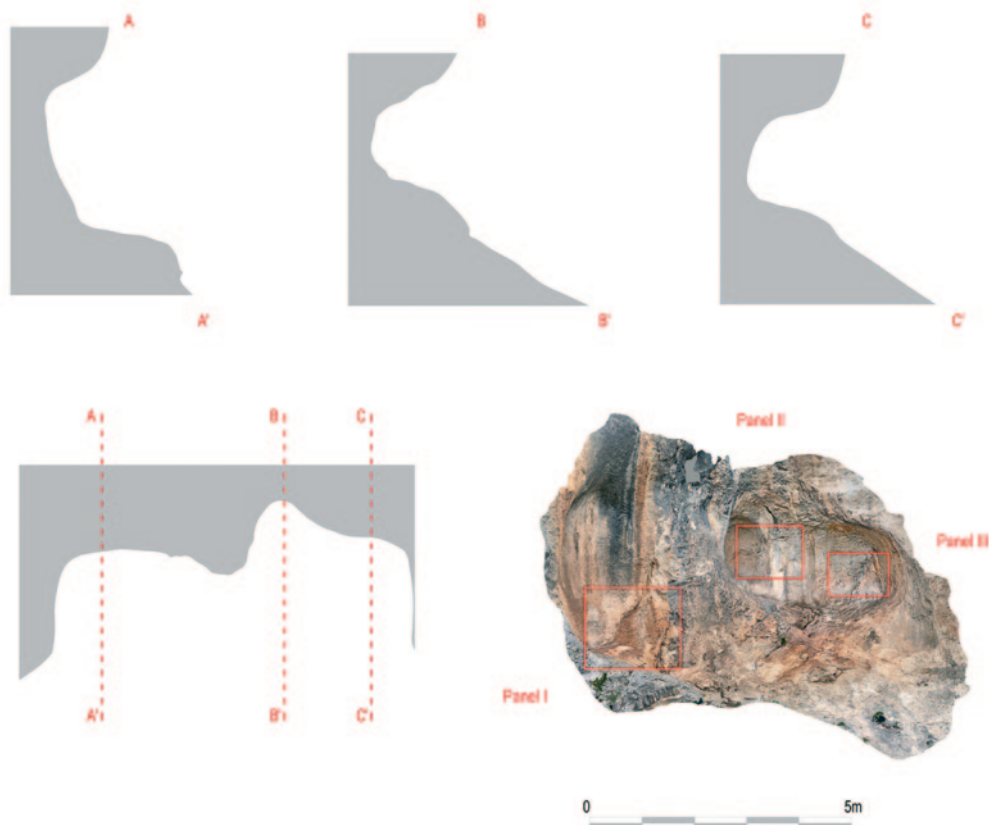 A B C
A' B' C'
A B C
A' B' C'
Panel II
Panel III
Panel I
0 5m